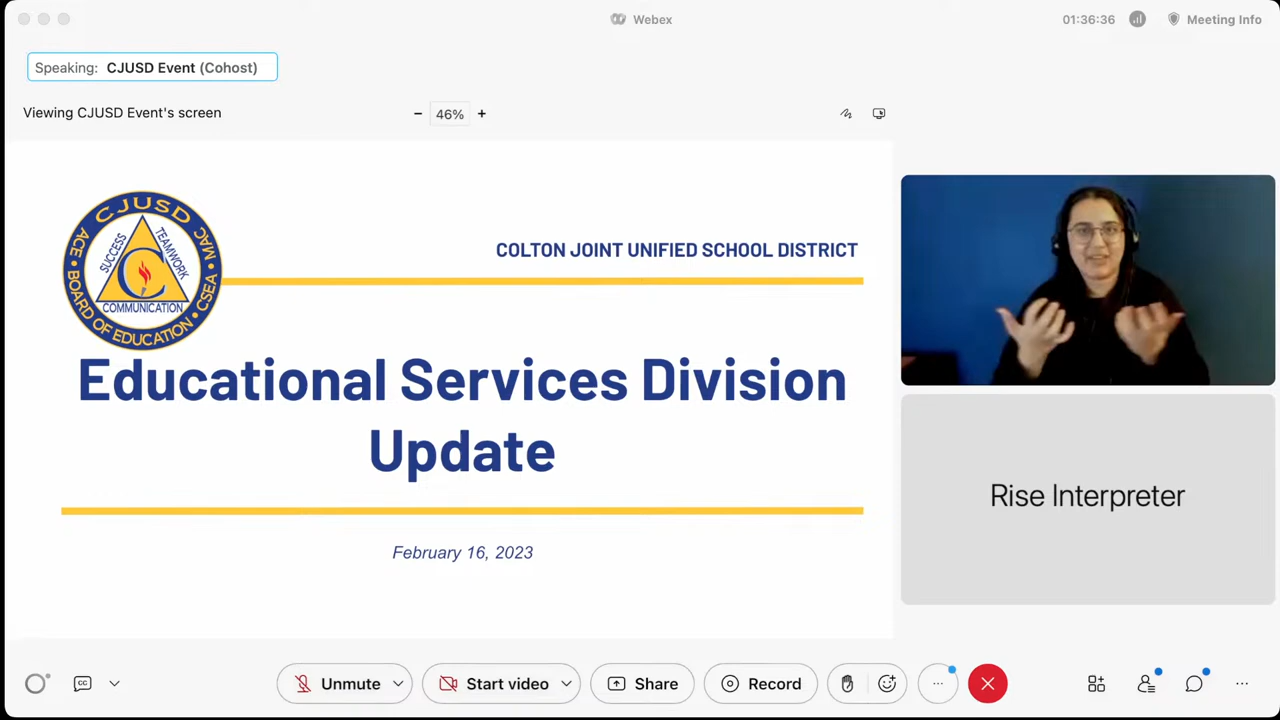 Webex
01:36:36
Meeting Info
Speaking: CJUSD Event (Cohost)
Viewing CJUSD Event's screen
46%
CJUSD
ACE • BOARD OF EDUCATION • CSEA • MAC
SUCCESS
TEAMWORK
C
COMMUNICATION
COLTON JOINT UNIFIED SCHOOL DISTRICT
Educational Services Division
Update
February 16, 2023
Rise Interpreter
CC
Unmute
Start video
Share
Record